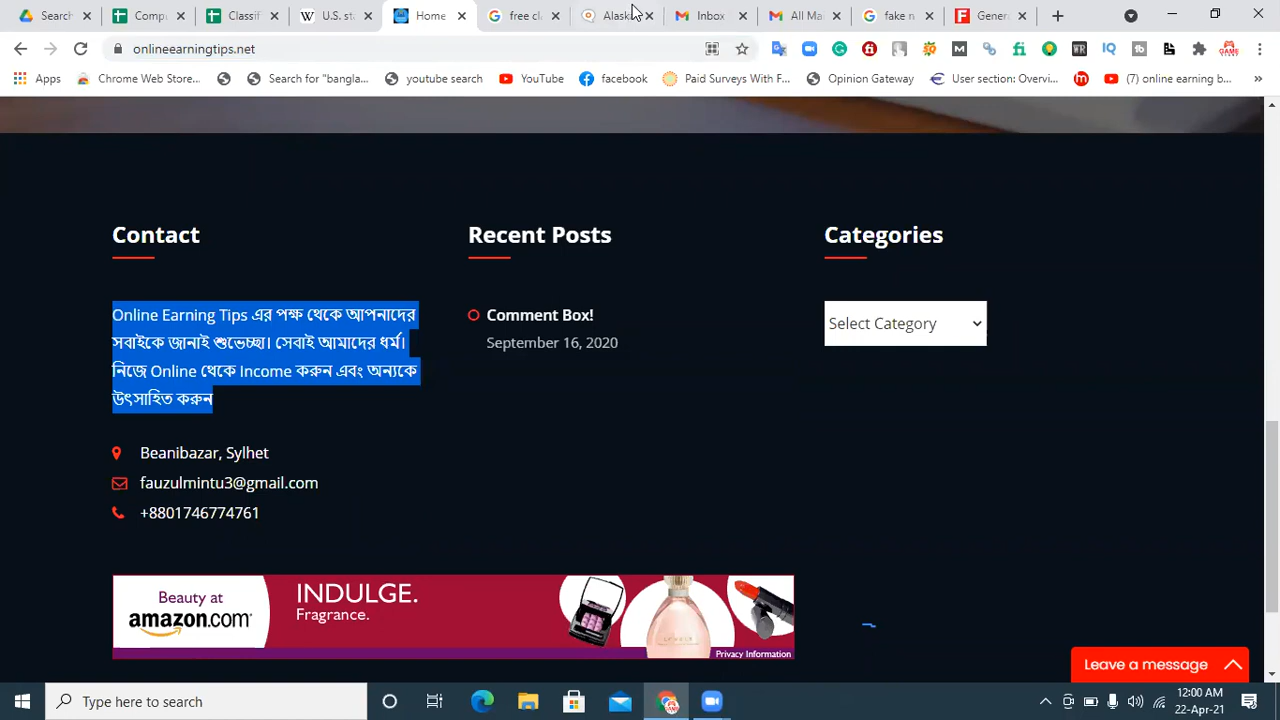 Search
Comp
Classif
U.S. st
Home
free cl
Alask
Inbox
All Ma
fake n
Gener
onlineearningtips.net
Apps
Chrome Web Store...
Search for "bangla...
youtube search
YouTube
facebook
Paid Surveys With F...
Opinion Gateway
User section: Overvi...
(7) online earning b...
Contact
Recent Posts
Categories
Online Earning Tips এর পক্ষ থেকে আপনাদের
সবাইকে জানাই শুভেচ্ছা। সেবাই আমাদের ধর্ম।
নিজে Online থেকে Income করুন এবং অন্যকে
উৎসাহিত করুন
Comment Box!
September 16, 2020
Select Category
Beanibazar, Sylhet
fauzulmintu3@gmail.com
+8801746774761
Beauty at
amazon.com
INDULGE.
Fragrance.
Privacy Information
Leave a message
Type here to search
12:00 AM
22-Apr-21